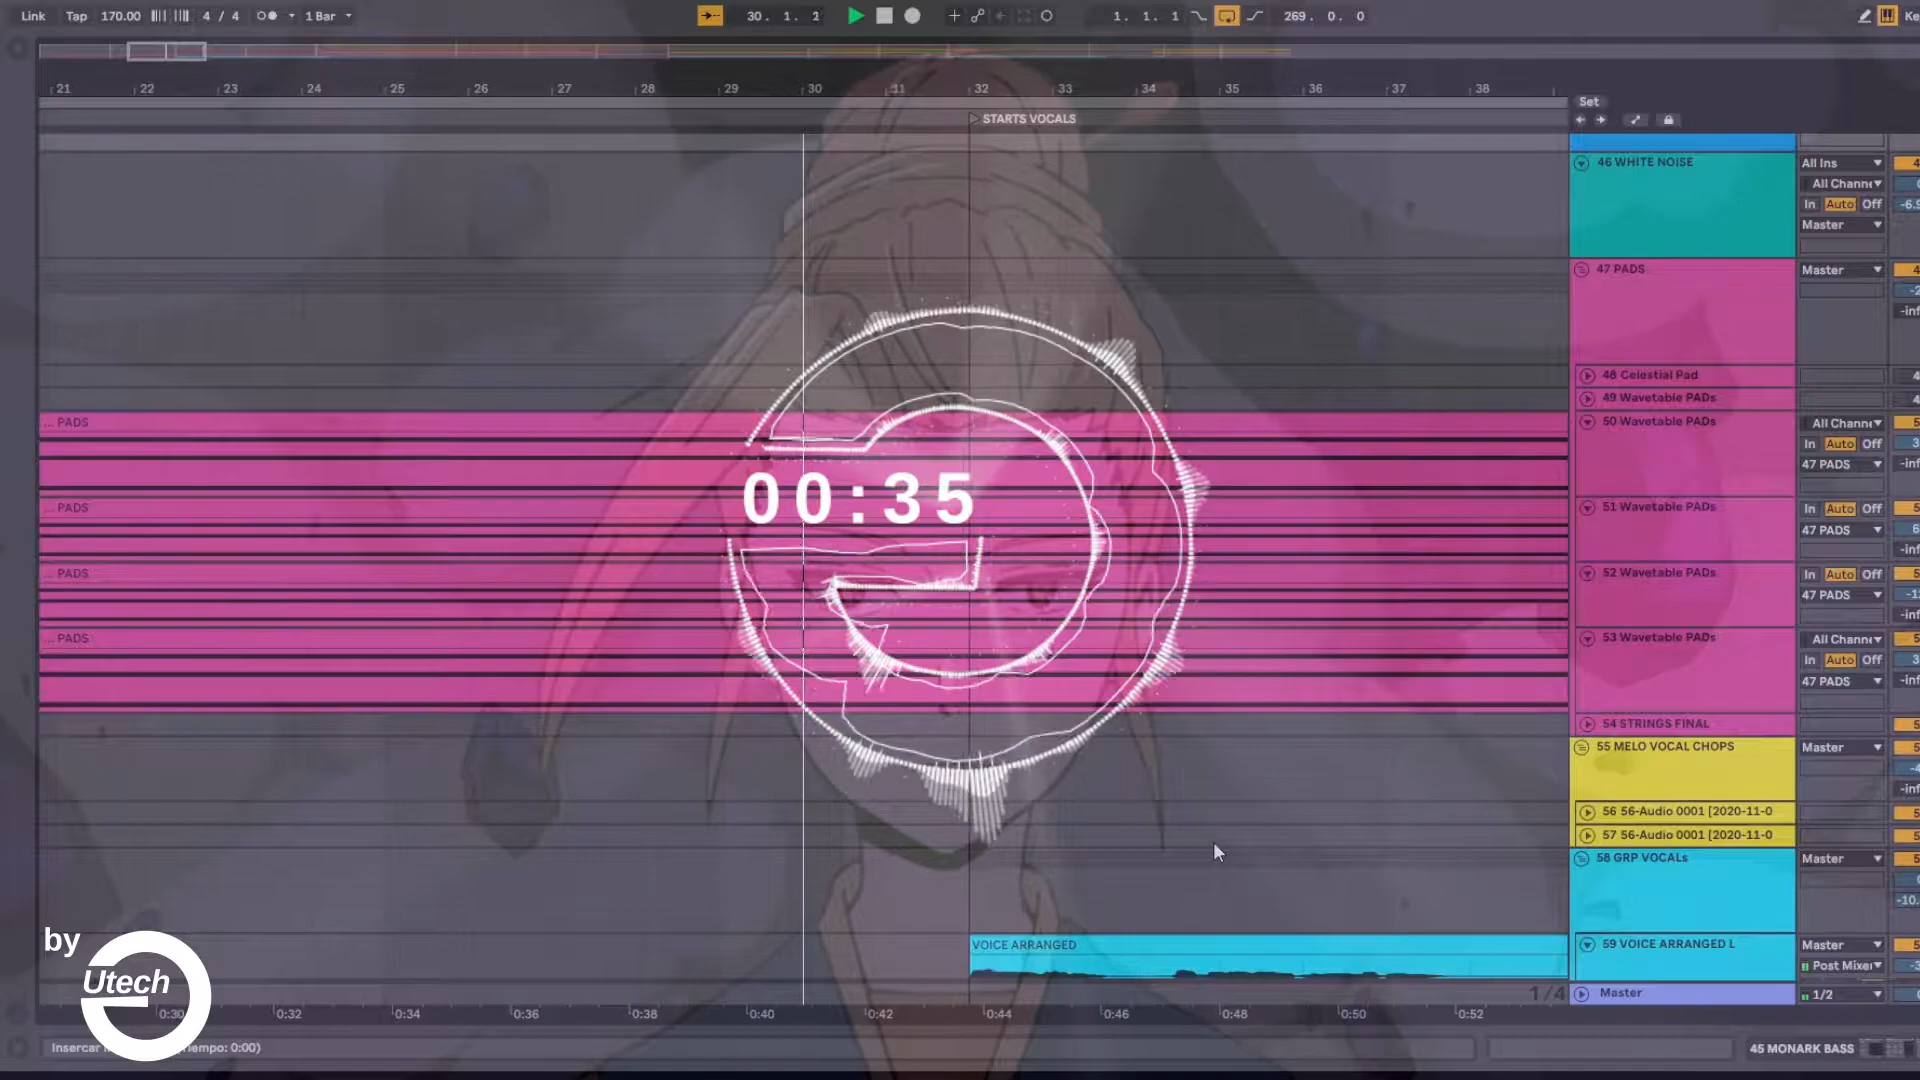 Link Tap 170.00 4 / 4 1 Bar 30. 1. 1. 1. 1 269. 0. 0
21 22 23 24 25 26 27 28 29 30 32 33 34 35 36 37 38
Set
STARTS VOCALS
46 WHITE NOISE All Ins
All Chann
In Auto Off
Master
47 PADS Master
48 Celestial Pad
49 Wavetable PADs
... PADS
50 Wavetable PADs All Chann
In Auto Off
47 PADS
00:35
... PADS
51 Wavetable PADs In Auto Off
47 PADS
... PADS
52 Wavetable PADs In Auto Off
47 PADS
... PADS
53 Wavetable PADs All Chann
In Auto Off
47 PADS
54 STRINGS FINAL
55 MELO VOCAL CHOPS Master
56 56-Audio 0001 [2020-11-0
57 56-Audio 0001 [2020-11-0
58 GRP VOCALs Master
-10.
VOICE ARRANGED
59 VOICE ARRANGED L Master
Post Mixe
1/4
Master 1/2
by
Utech
0:30 0:32 0:34 0:36 0:38 0:40 0:42 0:44 0:46 0:48 0:50 0:52
Insercar iempo: 0:00)
45 MONARK BASS